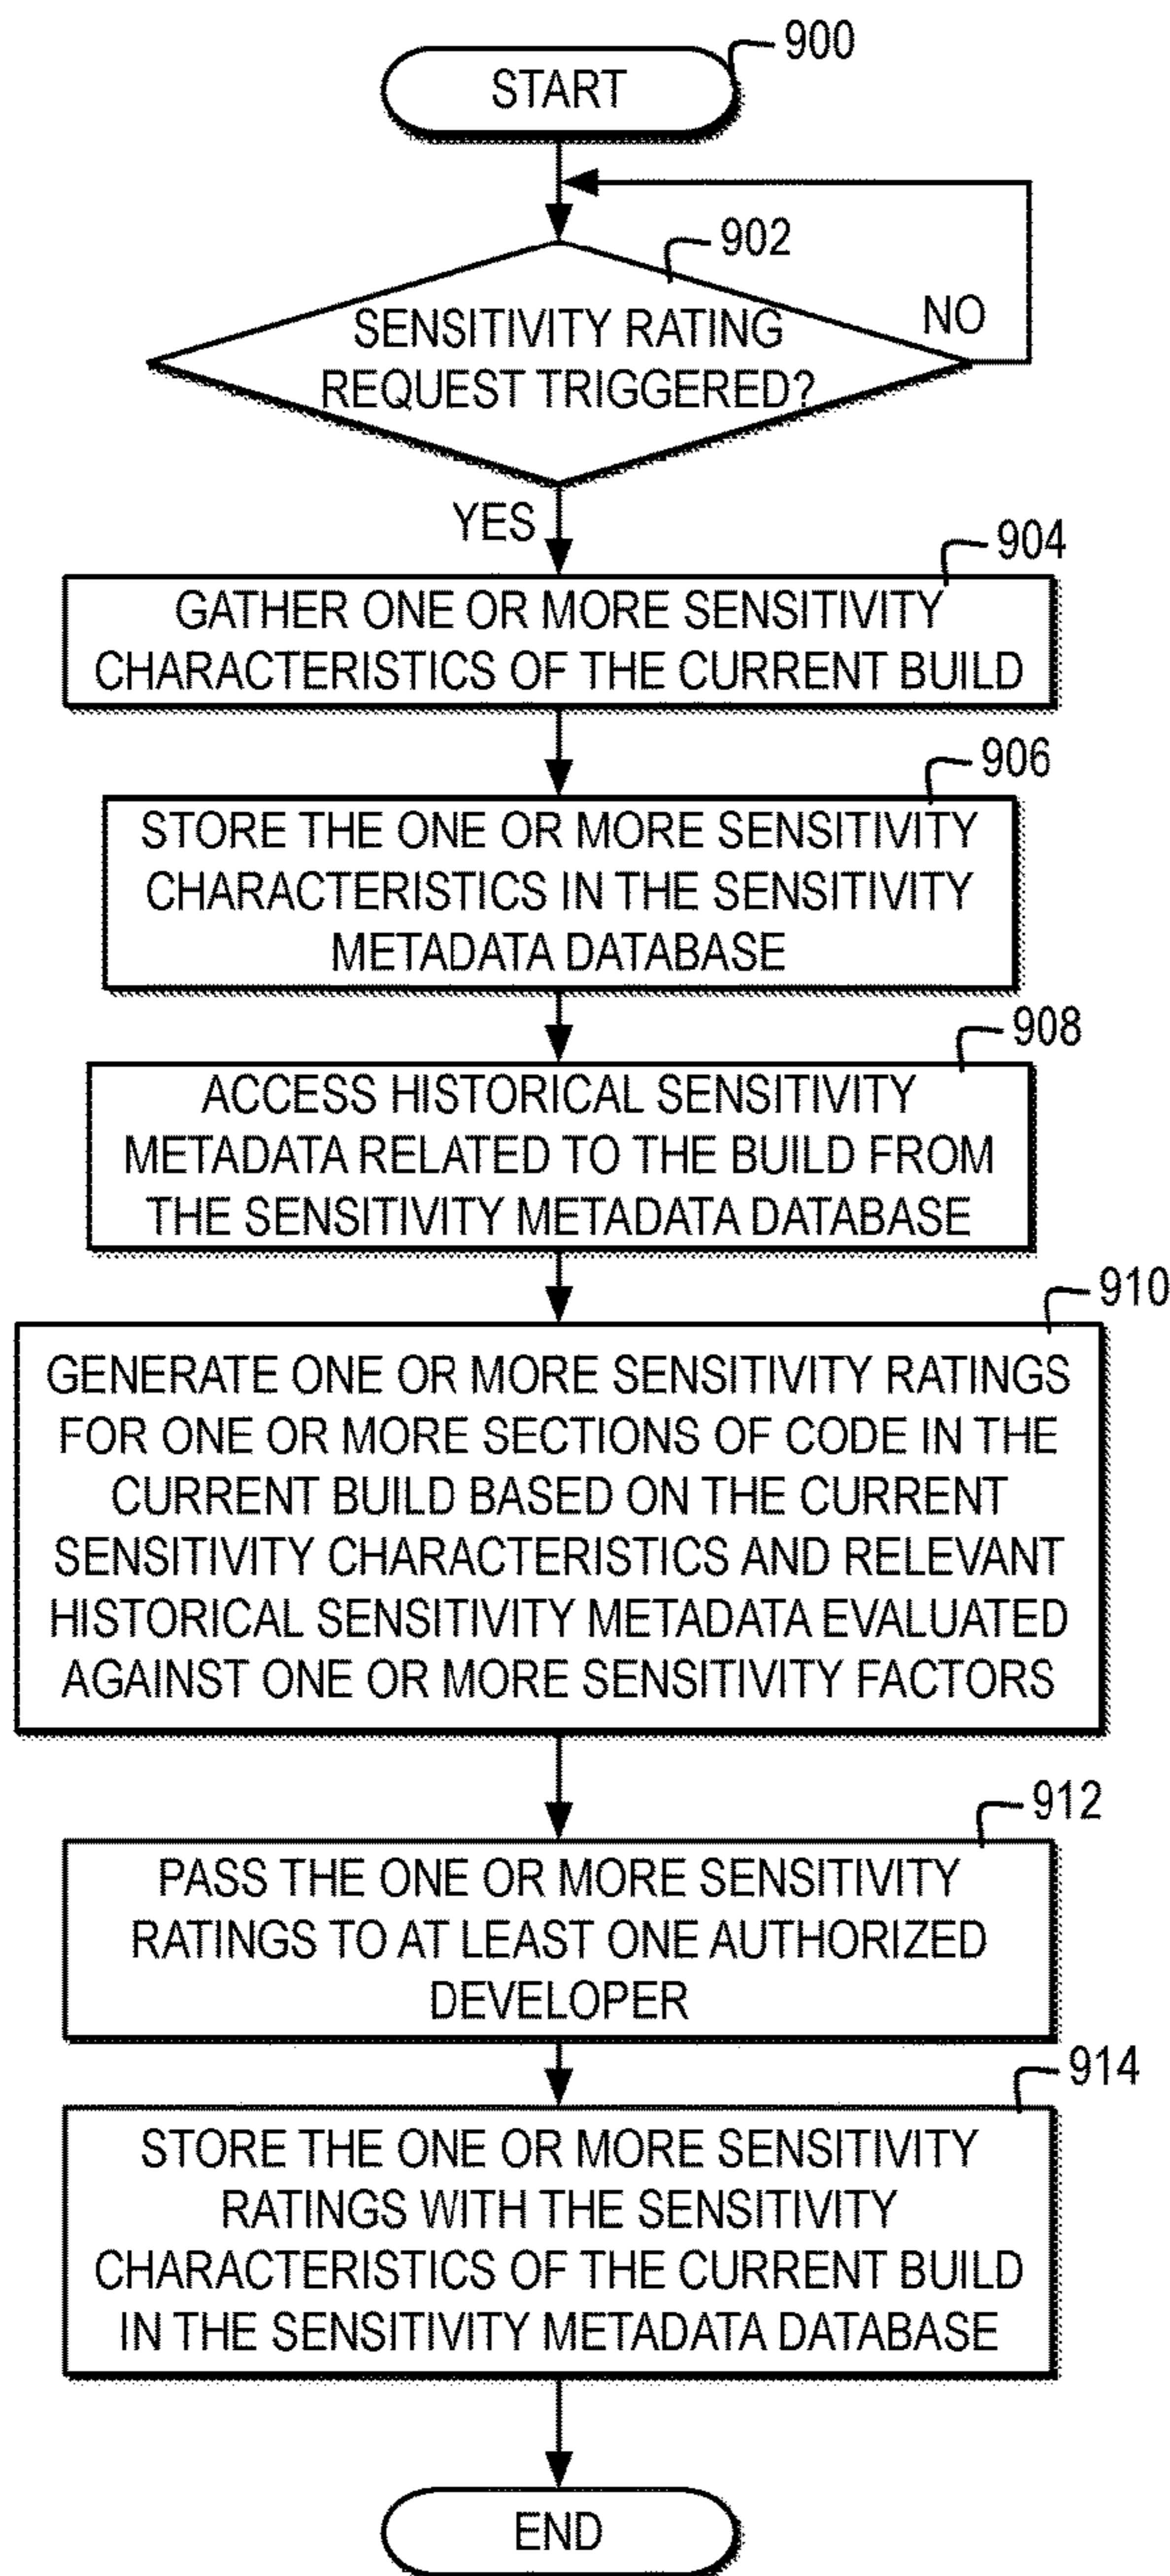 900
START
902
SENSITIVITY RATING
REQUEST TRIGGERED?
NO
YES
904
GATHER ONE OR MORE SENSITIVITY
CHARACTERISTICS OF THE CURRENT BUILD
906
STORE THE ONE OR MORE SENSITIVITY
CHARACTERISTICS IN THE SENSITIVITY
METADATA DATABASE
908
ACCESS HISTORICAL SENSITIVITY
METADATA RELATED TO THE BUILD FROM
THE SENSITIVITY METADATA DATABASE
910
GENERATE ONE OR MORE SENSITIVITY RATINGS
FOR ONE OR MORE SECTIONS OF CODE IN THE
CURRENT BUILD BASED ON THE CURRENT
SENSITIVITY CHARACTERISTICS AND RELEVANT
HISTORICAL SENSITIVITY METADATA EVALUATED
AGAINST ONE OR MORE SENSITIVITY FACTORS
912
PASS THE ONE OR MORE SENSITIVITY
RATINGS TO AT LEAST ONE AUTHORIZED
DEVELOPER
914
STORE THE ONE OR MORE SENSITIVITY
RATINGS WITH THE SENSITIVITY
CHARACTERISTICS OF THE CURRENT BUILD
IN THE SENSITIVITY METADATA DATABASE
END